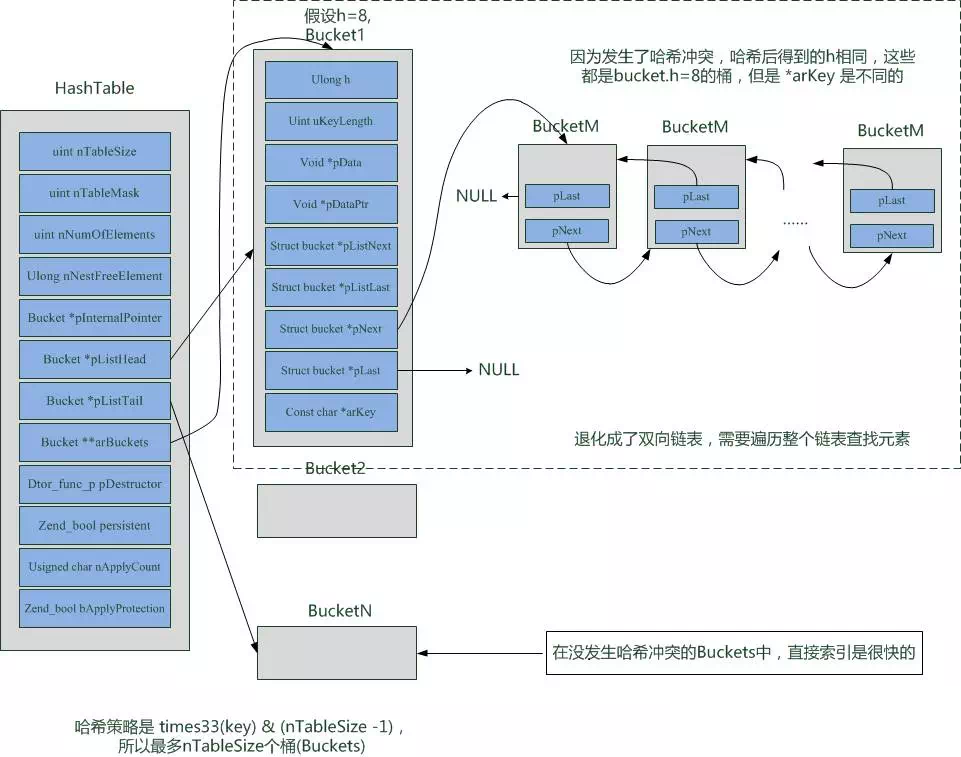 HashTable
uint nTableSize
uint nTableMask
uint nNumOfElements
Ulong nNestFreeElement
Bucket *pInternalPointer
Bucket *pListHead
Bucket *pListTail
Bucket **arBuckets
Dtor_func_p pDestructor
Zend_bool persistent
Usigned char nApplyCount
Zend_bool bApplyProtection
假设h=8,
Bucket1
Ulong h
Uint uKeyLength
Void *pData
Void *pDataPtr
Struct bucket *pListNext
Struct bucket *pListLast
Struct bucket *pNext
Struct bucket *pLast
Const char *arKey
NULL
因为发生了哈希冲突，哈希后得到的h相同，这些
都是bucket.h=8的桶，但是 *arKey 是不同的
BucketM
NULL
pLast
pNext
BucketM
pLast
pNext
......
BucketM
pLast
pNext
退化成了双向链表，需要遍历整个链表查找元素
Bucket2
BucketN
在没发生哈希冲突的Buckets中，直接索引是很快的
哈希策略是 times33(key) & (nTableSize -1)，
所以最多nTableSize个桶(Buckets)